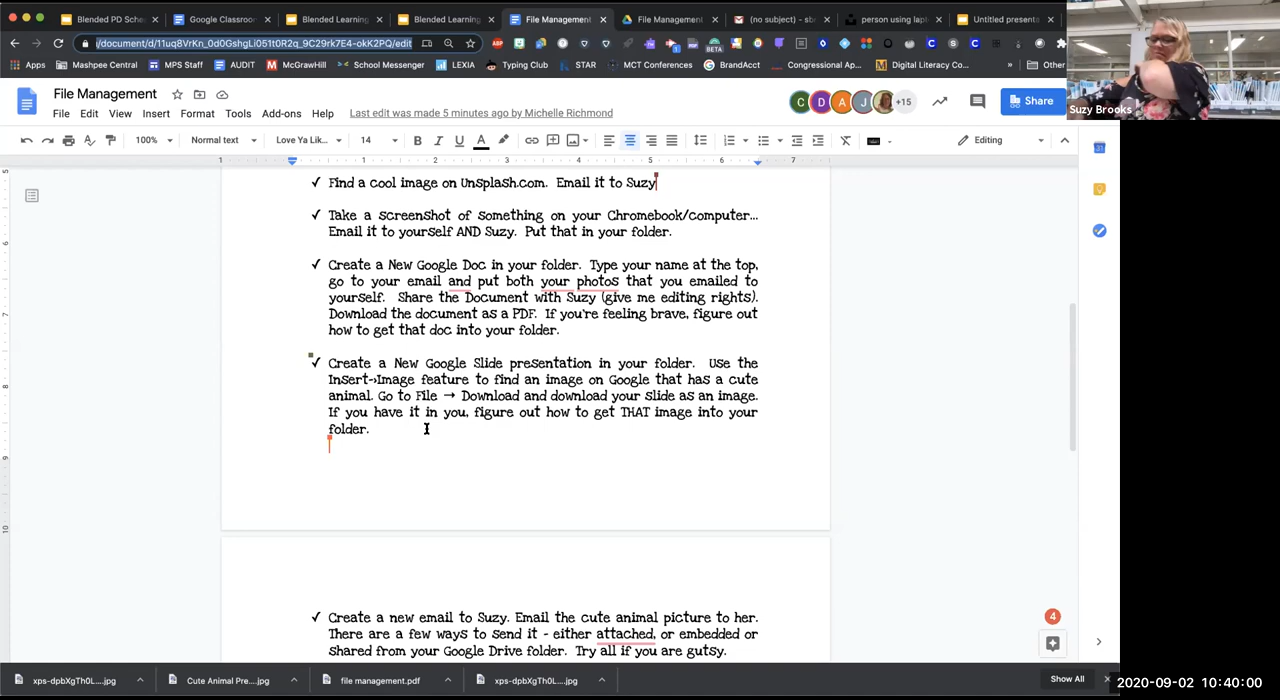 Blended PD Sche
Google Classroo
Blended Learning
Blended Learning
File Management
File Management
(no subject) - sb
person using lapt
Untitled presente
/document/d/11uq8VrKn_0d0GshgLi051t0R2q_9C29rk7E4-okK2PQ/edit
Apps
Mashpee Central
MPS Staff
AUDIT
McGrawHill
School Messenger
LEXIA
Typing Club
STAR
MCT Conferences
BrandAcct
Congressional Ap...
Digital Literacy Co...
Other
Suzy Brooks
File Management
File Edit View Insert Format Tools Add-ons Help
Last edit was made 5 minutes ago by Michelle Richmond
C D A J +15
Share
100% Normal text Love Ya Lik... 14 B I U A
Editing
✓ Find a cool image on Unsplash.com. Email it to Suzy
✓ Take a screenshot of something on your Chromebook/computer...
Email it to yourself AND Suzy. Put that in your folder.
✓ Create a New Google Doc in your folder. Type your name at the top,
go to your email and put both your photos that you emailed to
yourself. Share the Document with Suzy (give me editing rights).
Download the document as a PDF. If you're feeling brave, figure out
how to get that doc into your folder.
✓ Create a New Google Slide presentation in your folder. Use the
Insert->Image feature to find an image on Google that has a cute
animal. Go to File → Download and download your slide as an image.
If you have it in you, figure out how to get THAT image into your
folder.
✓ Create a new email to Suzy. Email the cute animal picture to her.
There are a few ways to send it - either attached, or embedded or
shared from your Google Drive folder. Try all if you are gutsy.
4
xps-dpbXgTh0L....jpg
Cute Animal Pre....jpg
file management.pdf
xps-dpbXgTh0L....jpg
Show All
2020-09-02 10:40:00